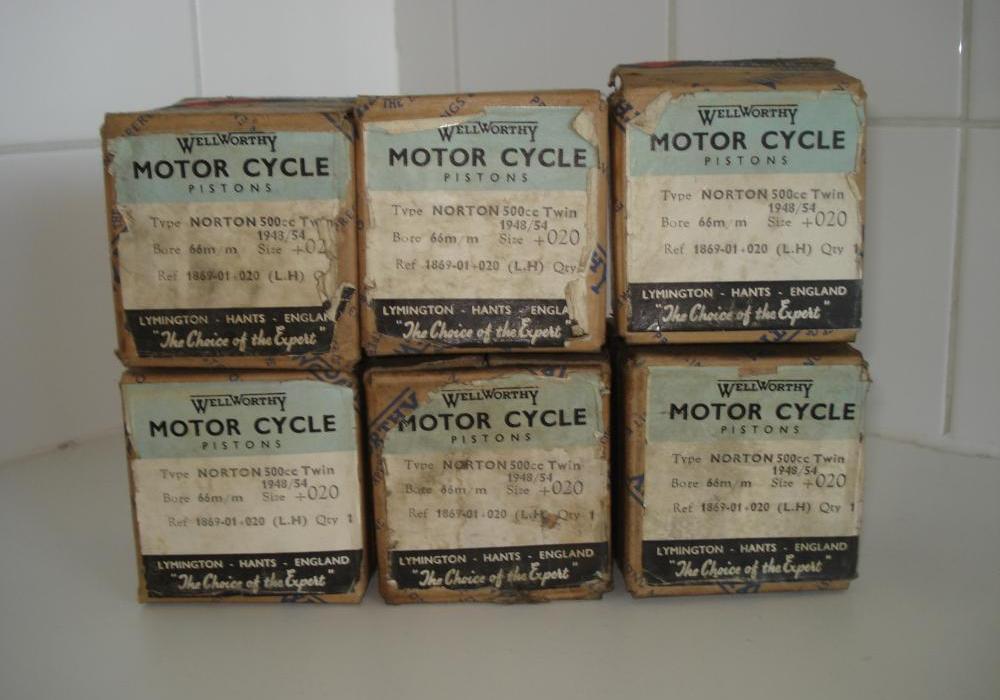 WELLWORTHY
MOTOR CYCLE
PISTONS
Type NORTON 500cc Twin
1948/54
Bore 66m/m Size +02
Ref 1869-01+020 (L.H)
LYMINGTON - HANTS - ENGLAN
"The Choice of the Expert"
THE
NGS
WELLWORTHY
MOTOR CYCLE
PISTONS
Type NORTON 500cc Twin
1948/54
Bore 66m/m Size +020
Ref 1869-01+020 (L.H) Qty
LYMINGTON - HANTS - ENGLA
"The Choice of the Expert"
WELLWORTHY
MOTOR CYCLE
PISTONS
Type NORTON 500cc Twin
1948/54
Bore 66m/m Size +020
Ref 1869-01+020 (L.H) Qty 1
LYMINGTON - HANTS - ENGLAND
"The Choice of the Expert"
WELLWORTHY
MOTOR CYCLE
PISTONS
Type NORTON 500cc Twin
1948/54
Bore 66m/m Size +020
Ref 1869-01+020 (L.H) Qty 1
LYMINGTON - HANTS - ENGLAND
"The Choice of the Expert"
WELLWORTHY
MOTOR CYCLE
PISTONS
Type NORTON 500cc Twin
1948/54
Bore 66m/m Size +020
Ref 1869-01+020 (L.H) Qty 1
LYMINGTON - HANTS - ENGLAND
"The Choice of the Expert"
WELLWORTHY
MOTOR CYCLE
PISTONS
Type NORTON 500cc Twin
1948/54
Bore 66m/m Size +020
Ref 1869-01+020 (L.H) Qty 1
LYMINGTON - HANTS - ENGLAND
"The Choice of the Expert"